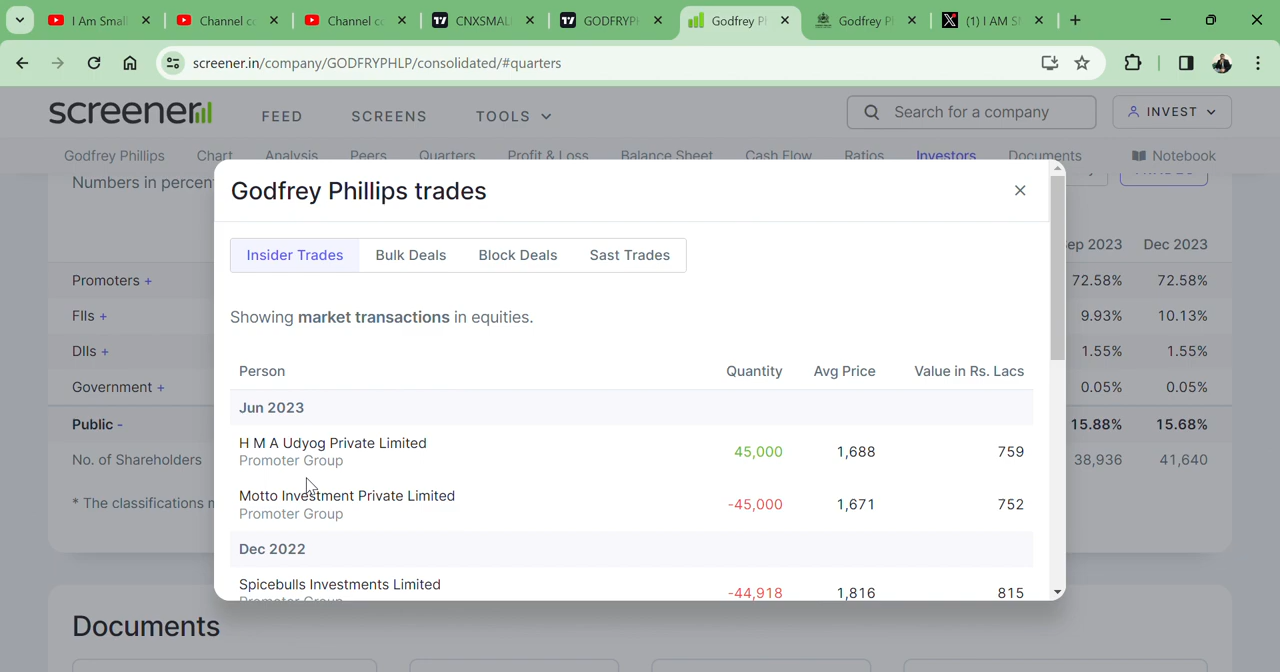 I Am Small
Channel co
Channel co
CNXSMAL
GODFRYPH
Godfrey Ph
Godfrey Ph
(1) I AM S
screener.in/company/GODFRYPHLP/consolidated/#quarters
screener
FEED
SCREENS
TOOLS
Search for a company
INVEST
Godfrey Phillips
Chart
Analysis
Peers
Quarters
Profit & Loss
Balance Sheet
Cash Flow
Ratios
Investors
Documents
Notebook
Numbers in percent
Godfrey Phillips trades
Insider Trades
Bulk Deals
Block Deals
Sast Trades
Sep 2023 Dec 2023
Promoters + 72.58% 72.58%
FIIs + 9.93% 10.13%
DIIs + 1.55% 1.55%
Government + 0.05% 0.05%
Public - 15.88% 15.68%
No. of Shareholders 38,936 41,640
* The classifications
Showing market transactions in equities.
Person Quantity Avg Price Value in Rs. Lacs
Jun 2023
H M A Udyog Private Limited 45,000 1,688 759
Promoter Group
Motto Investment Private Limited -45,000 1,671 752
Promoter Group
Dec 2022
Spicebulls Investments Limited -44,918 1,816 815
Promoter Group
Documents